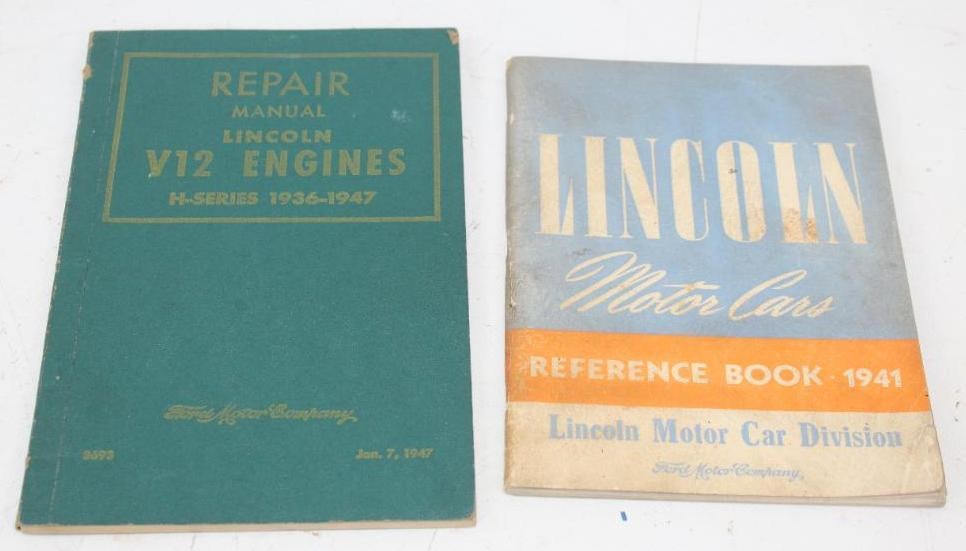 REPAIR
MANUAL
LINCOLN
V12 ENGINES
H-SERIES 1936-1947
Ford Motor Company
3693
Jan. 7, 1947
LINCOLN
Motor Cars
REFERENCE BOOK · 1941
Lincoln Motor Car Division
Ford Motor Company